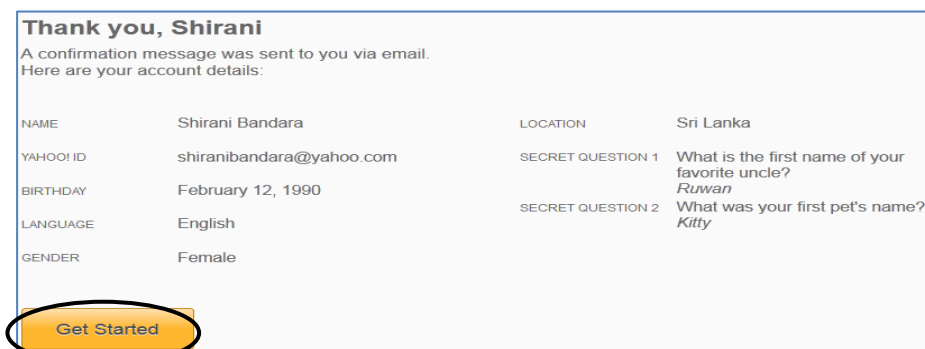 Thank you, Shirani
A confirmation message was sent to you via email.
Here are your account details:
NAME Shirani Bandara
YAHOO! ID shiranibandara@yahoo.com
BIRTHDAY February 12, 1990
LANGUAGE English
GENDER Female
LOCATION Sri Lanka
SECRET QUESTION 1 What is the first name of your
favorite uncle?
Ruwan
SECRET QUESTION 2 What was your first pet's name?
Kitty
Get Started